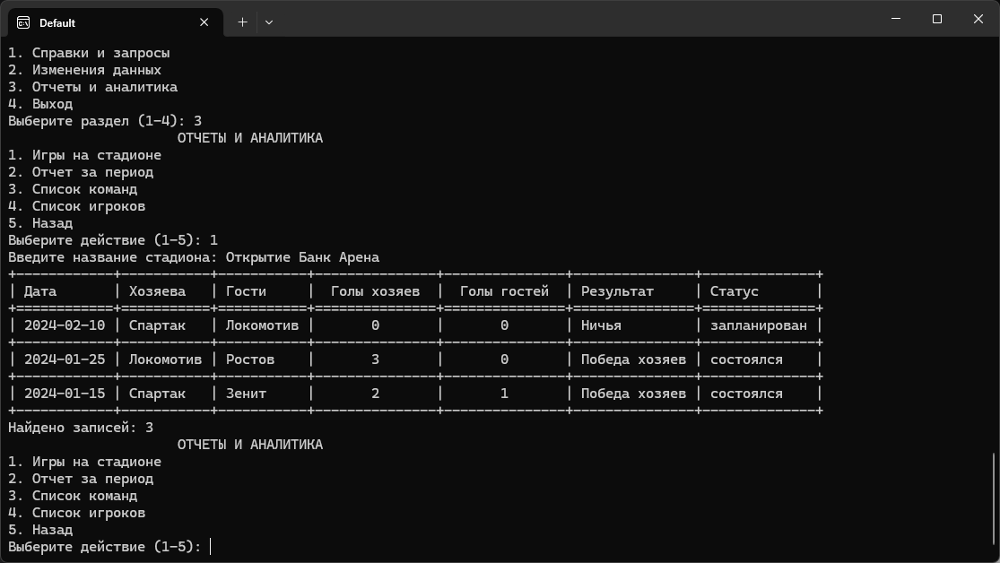 Default
1. Справки и запросы
2. Изменения данных
3. Отчеты и аналитика
4. Выход
Выберите раздел (1-4): 3
ОТЧЕТЫ И АНАЛИТИКА
1. Игры на стадионе
2. Отчет за период
3. Список команд
4. Список игроков
5. Назад
Выберите действие (1-5): 1
Введите название стадиона: Открытие Банк Арена
+------------+-----------+-----------+---------------+---------------+---------------+--------------+
| Дата | Хозяева | Гости | Голы хозяев | Голы гостей | Результат | Статус |
+============+===========+===========+===============+===============+===============+==============+
| 2024-02-10 | Спартак | Локомотив | 0 | 0 | Ничья | запланирован |
+------------+-----------+-----------+---------------+---------------+---------------+--------------+
| 2024-01-25 | Локомотив | Ростов | 3 | 0 | Победа хозяев | состоялся |
+------------+-----------+-----------+---------------+---------------+---------------+--------------+
| 2024-01-15 | Спартак | Зенит | 2 | 1 | Победа хозяев | состоялся |
+------------+-----------+-----------+---------------+---------------+---------------+--------------+
Найдено записей: 3
ОТЧЕТЫ И АНАЛИТИКА
1. Игры на стадионе
2. Отчет за период
3. Список команд
4. Список игроков
5. Назад
Выберите действие (1-5):